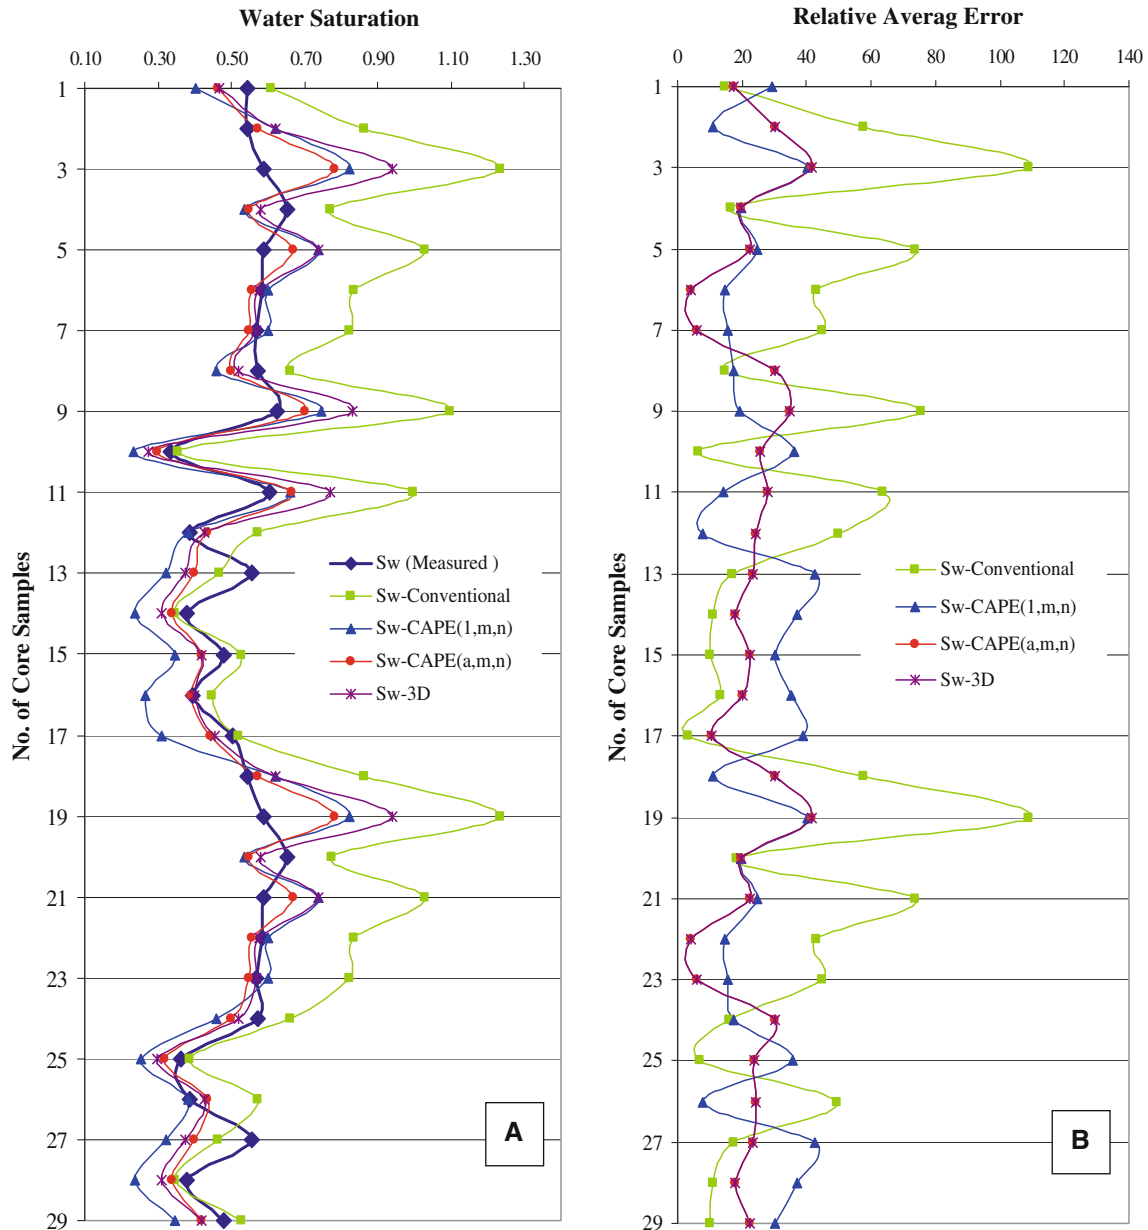 Water Saturation
0.10 0.30 0.50 0.70 0.90 1.10 1.30
1
3
5
7
9
11
13
15
17
19
21
23
25
27
29
No. of Core Samples
Sw (Measured )
Sw-Conventional
Sw-CAPE(1,m,n)
Sw-CAPE(a,m,n)
Sw-3D
A
Relative Averag Error
0 20 40 60 80 100 120 140
1
3
5
7
9
11
13
15
17
19
21
23
25
27
29
No. of Core Samples
Sw-Conventional
Sw-CAPE(1,m,n)
Sw-CAPE(a,m,n)
Sw-3D
B